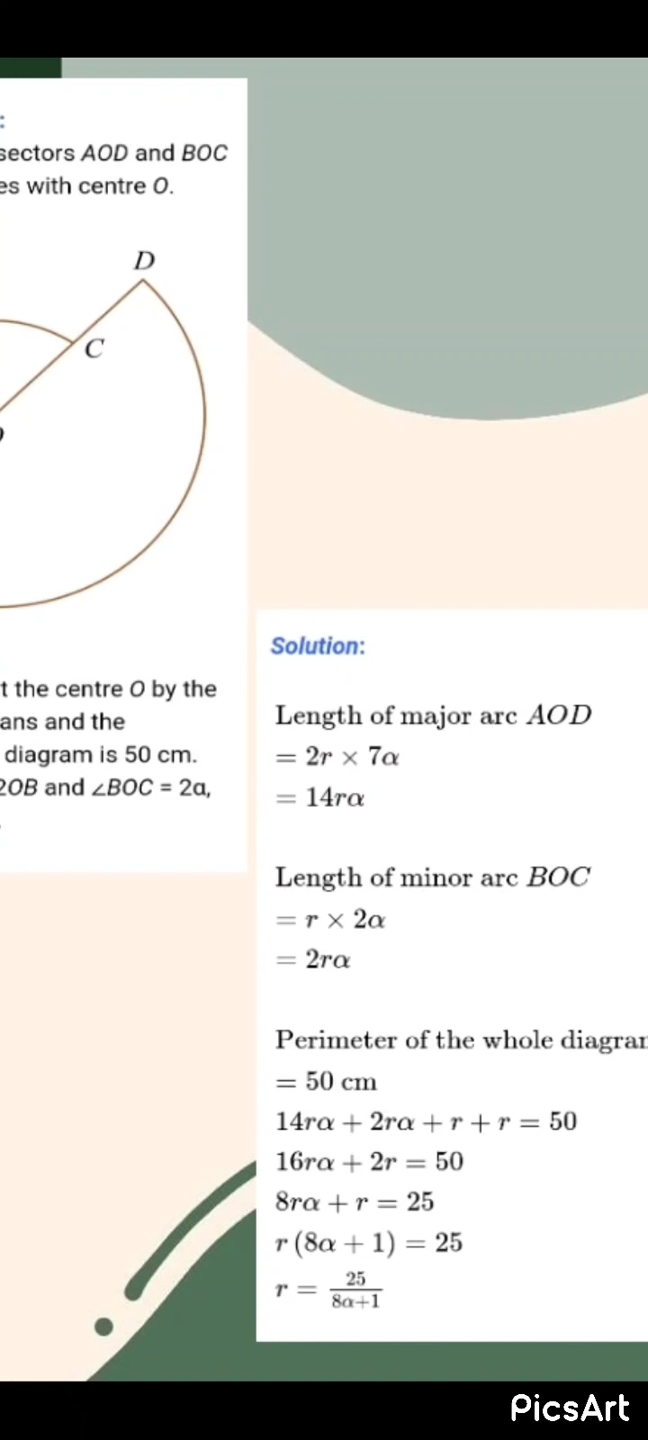 :
sectors AOD and BOC
es with centre O.
D
C
t the centre O by the
ans and the
diagram is 50 cm.
2OB and ∠BOC = 2α,
Solution:
Length of major arc AOD
= 2r × 7α
= 14rα
Length of minor arc BOC
= r × 2α
= 2rα
Perimeter of the whole diagram
= 50 cm
14rα + 2rα + r + r = 50
16rα + 2r = 50
8rα + r = 25
r (8α + 1) = 25
r = 25/8α+1
PicsArt